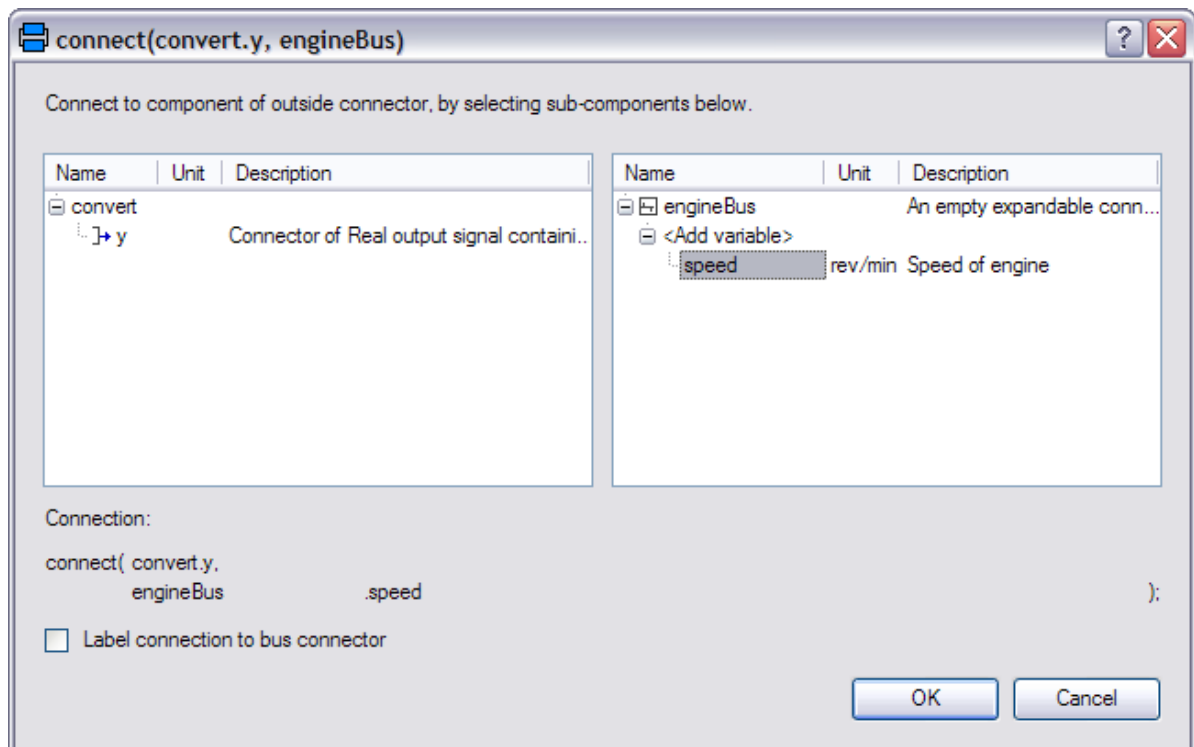 connect(convert.y, engineBus)
Connect to component of outside connector, by selecting sub-components below.
Name Unit Description
convert
y Connector of Real output signal containi...
Name Unit Description
engineBus An empty expandable conn...
<Add variable>
speed rev/min Speed of engine
Connection:
connect( convert.y,
engineBus .speed );
Label connection to bus connector
OK Cancel